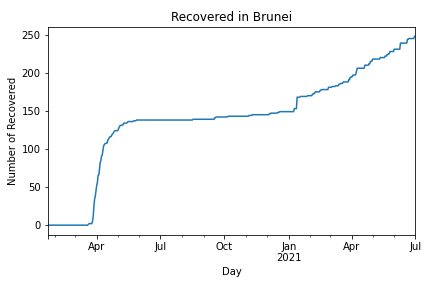 Recovered in Brunei
Number of Recovered
250
200
150
100
50
0
Apr
Jul
Oct
Jan
2021
Apr
Jul
Day